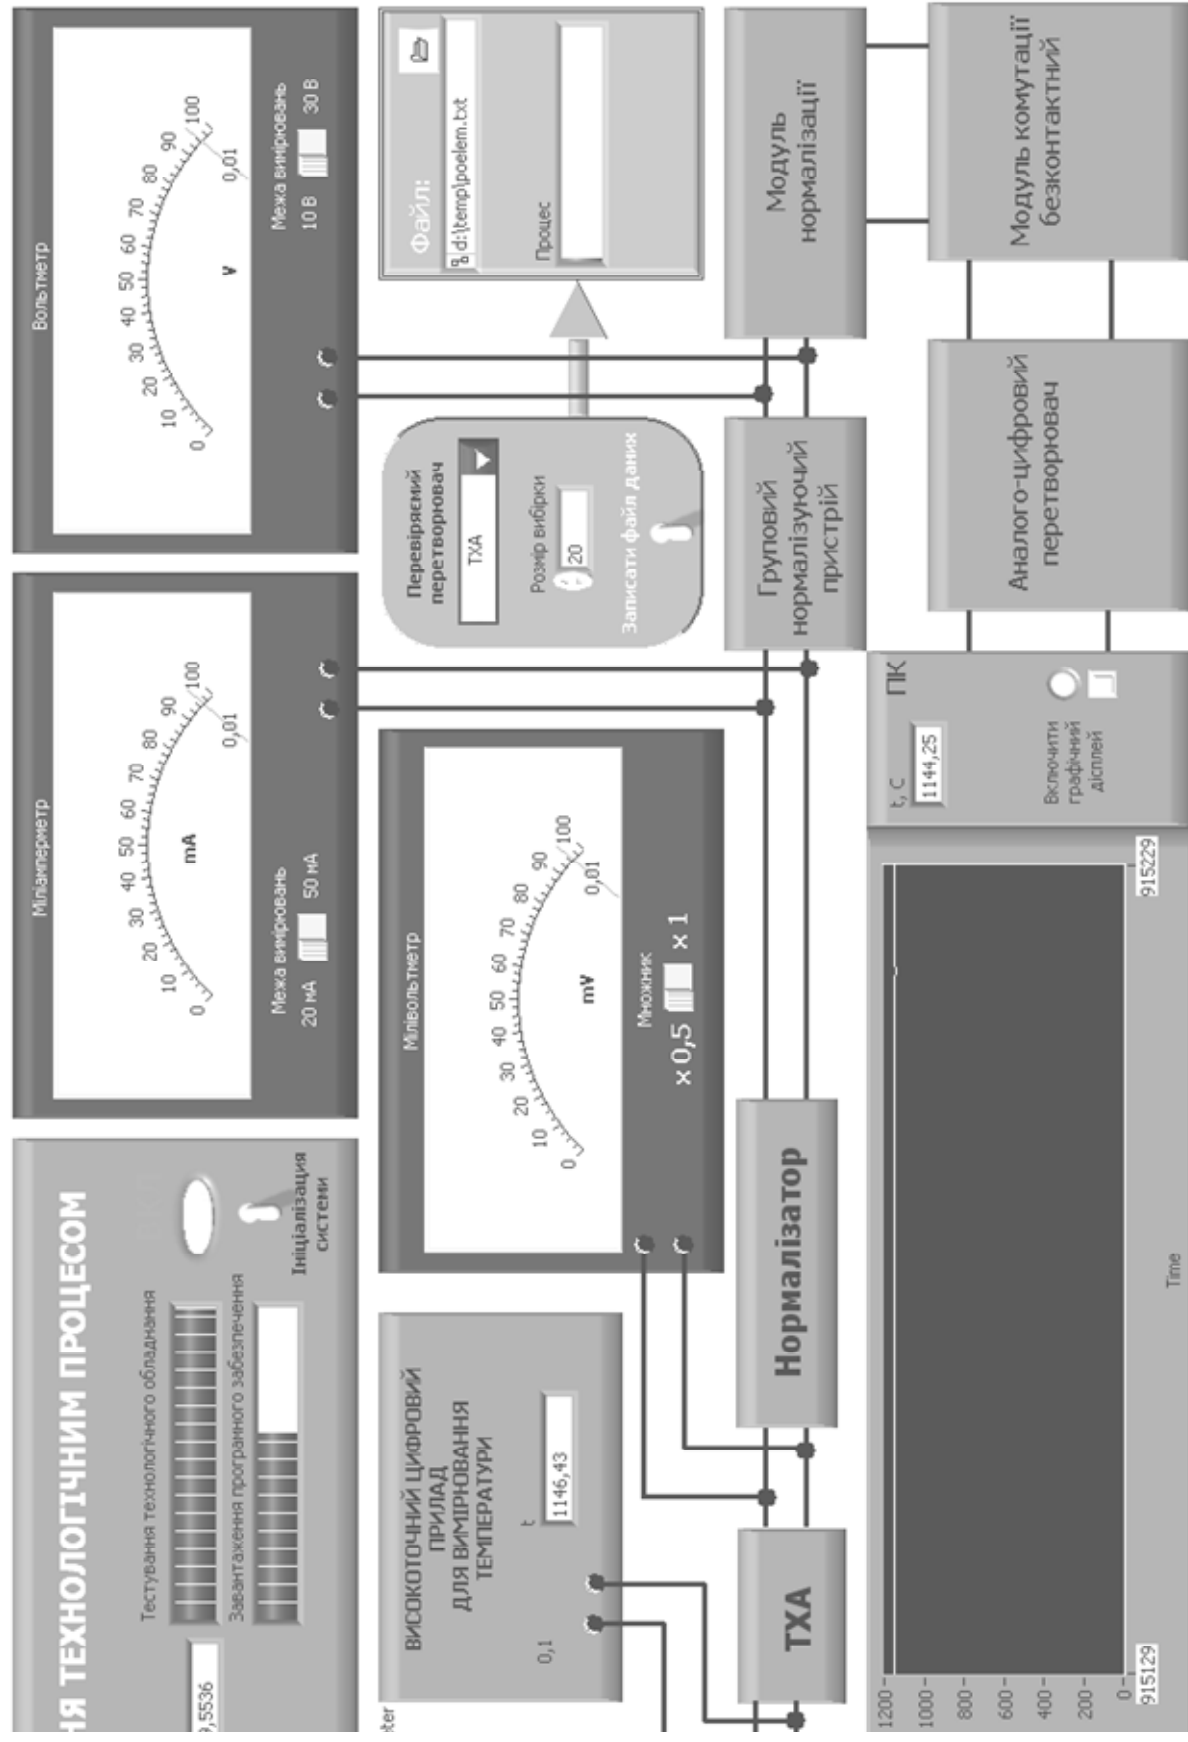 НЯ ТЕХНОЛОГІЧНИМ ПРОЦЕСОМ
Тестування технологічного обладнання
Завантаження програмного забезпечення
Ініціалізація
системи
9,5536
Міліамперметр
0 10 20 30 40 50 60 70 80 90 100
mA
0,01
Межа вимірювань
20 мА 50 мА
Вольтметр
0 10 20 30 40 50 60 70 80 90 100
V
0,01
Межа вимірювань
10 В 30 В
ВИСОКОТОЧНИЙ ЦИФРОВИЙ
ПРИЛАД
ДЛЯ ВИМІРЮВАННЯ
ТЕМПЕРАТУРИ
t
0,1
1146,43
Мілівольтметр
0 10 20 30 40 50 60 70 80 90 100
mV
0,01
Множник
x 0,5 x 1
Перевіряємий
перетворювач
ТХА
Розмір вибірки
20
Записати файл даних
Файл:
d:\temp\poelem.txt
Процес
ТХА
Нормалізатор
Груповий
нормалізуючий
пристрій
Модуль
нормалізації
t, C
ПК
1144,25
Включити
графічний
дісплей
Аналого-цифровий
перетворювач
Модуль комутації
безконтактний
1200
1000
800
600
400
200
0
915129
915229
Time